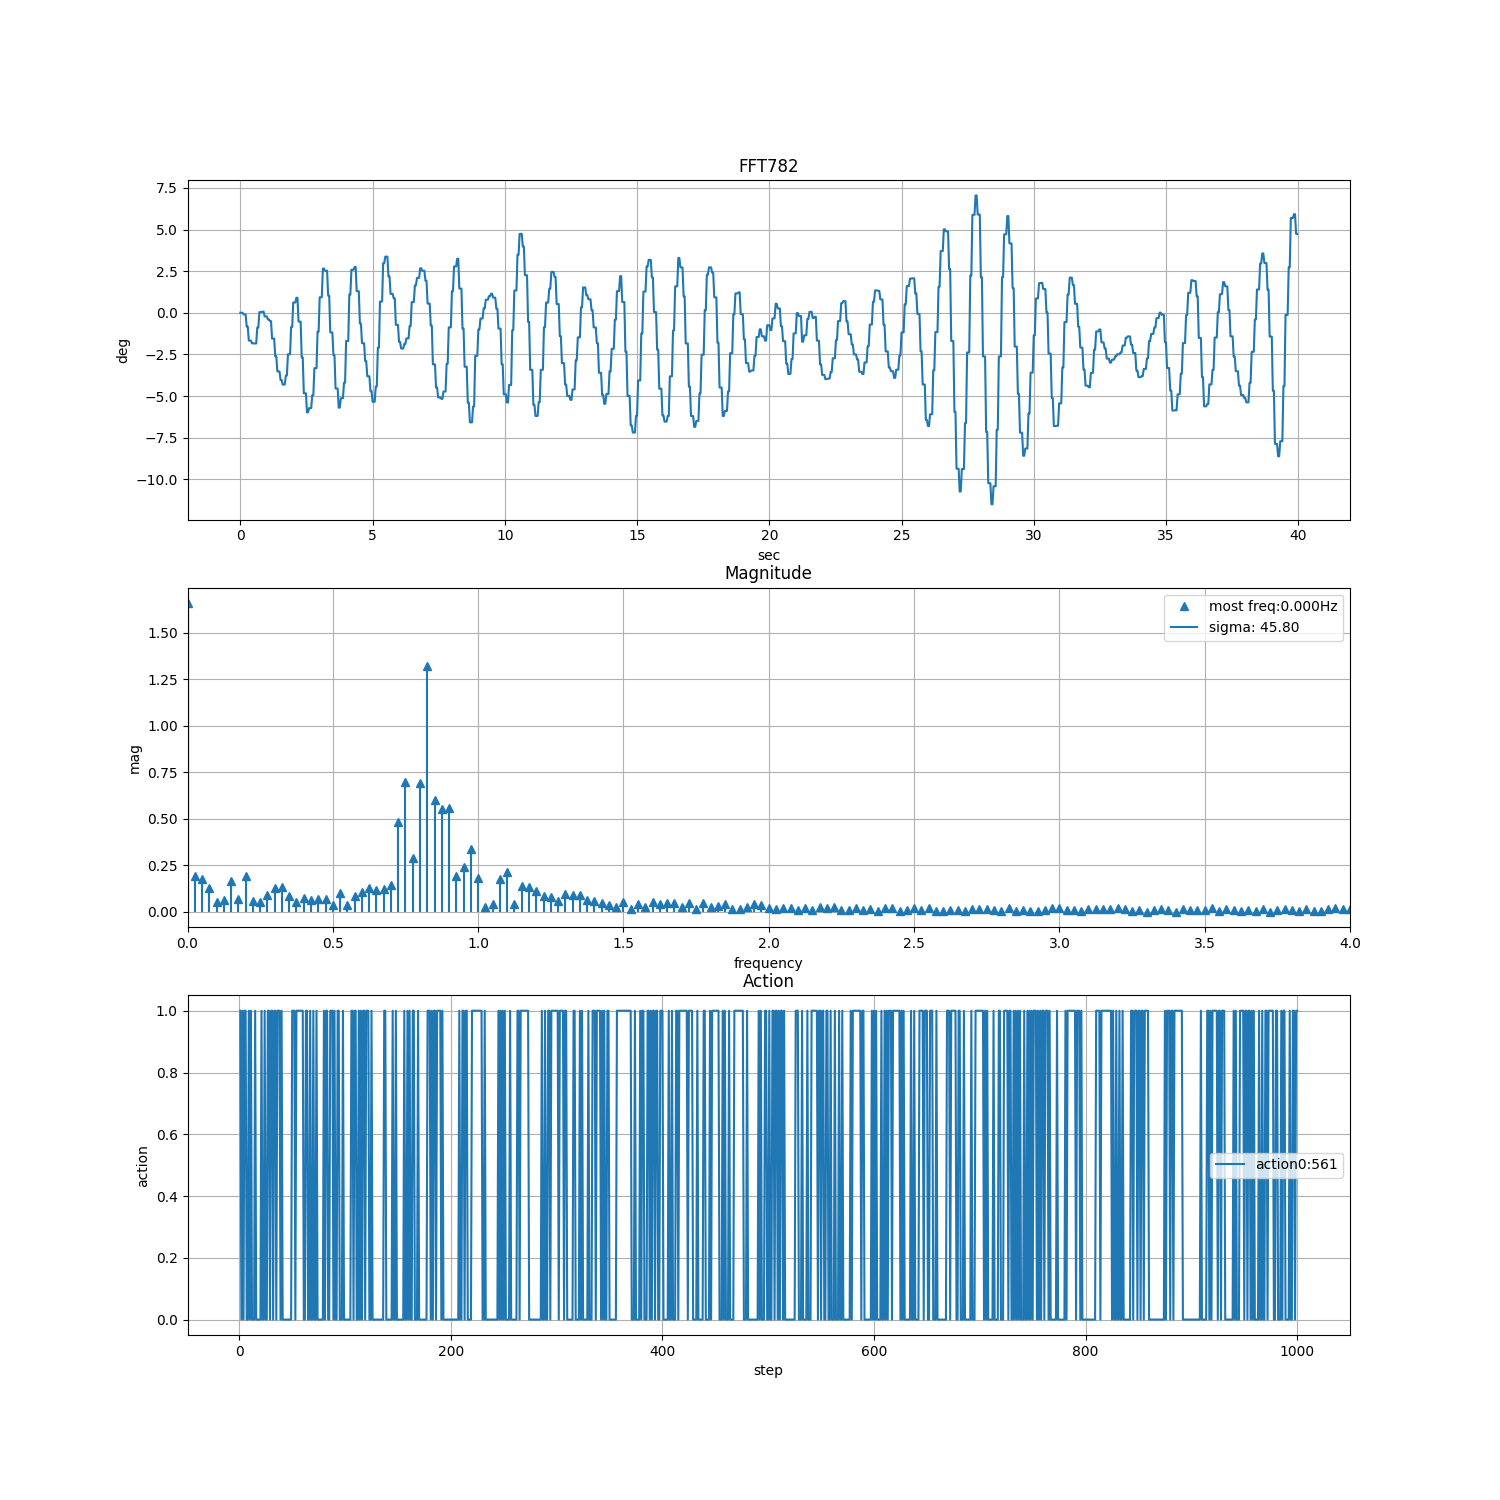 FFT782
7.5
5.0
2.5
0.0
−2.5
−5.0
−7.5
−10.0
deg
0 5 10 15 20 25 30 35 40
sec
Magnitude
most freq:0.000Hz
sigma: 45.80
1.50
1.25
1.00
0.75
0.50
0.25
0.00
mag
0.0 0.5 1.0 1.5 2.0 2.5 3.0 3.5 4.0
frequency
Action
1.0
0.8
0.6
0.4
0.2
0.0
action
action0:561
0 200 400 600 800 1000
step